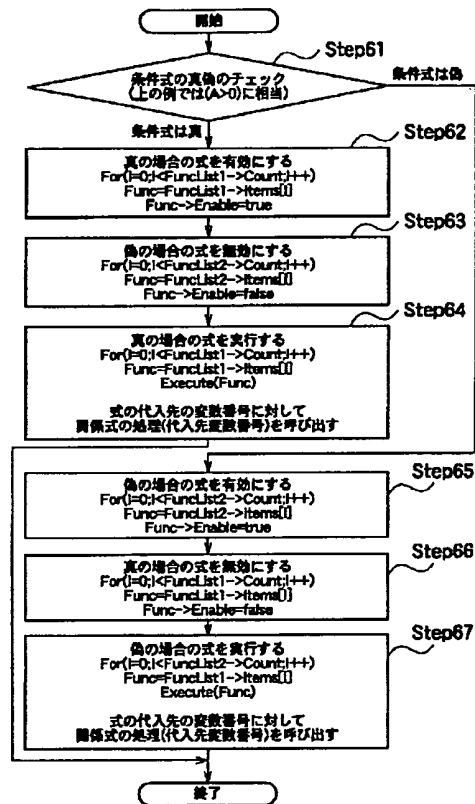 開始
Step61
条件式の真偽のチェック
(上の例では(A>0)に相当)
条件式は偽
条件式は真
Step62
真の場合の式を有効にする
For(i=0;i<FuncList1->Count;i++)
Func=FuncList1->Items[i]
Func->Enable=true
Step63
偽の場合の式を無効にする
For(i=0;i<FuncList2->Count;i++)
Func=FuncList2->Items[i]
Func->Enable=false
Step64
真の場合の式を実行する
For(i=0;i<FuncList1->Count;i++)
Func=FuncList1->Items[i]
Execute(Func)
式の代入先の変数番号に対して
関係式の処理(代入先変数番号)を呼び出す
Step65
偽の場合の式を有効にする
For(i=0;i<FuncList2->Count;i++)
Func=FuncList2->Items[i]
Func->Enable=true
Step66
真の場合の式を無効にする
For(i=0;i<FuncList1->Count;i++)
Func=FuncList1->Items[i]
Func->Enable=false
Step67
偽の場合の式を実行する
For(i=0;i<FuncList2->Count;i++)
Func=FuncList1->Items[i]
Execute(Func)
式の代入先の変数番号に対して
関係式の処理(代入先変数番号)を呼び出す
終了